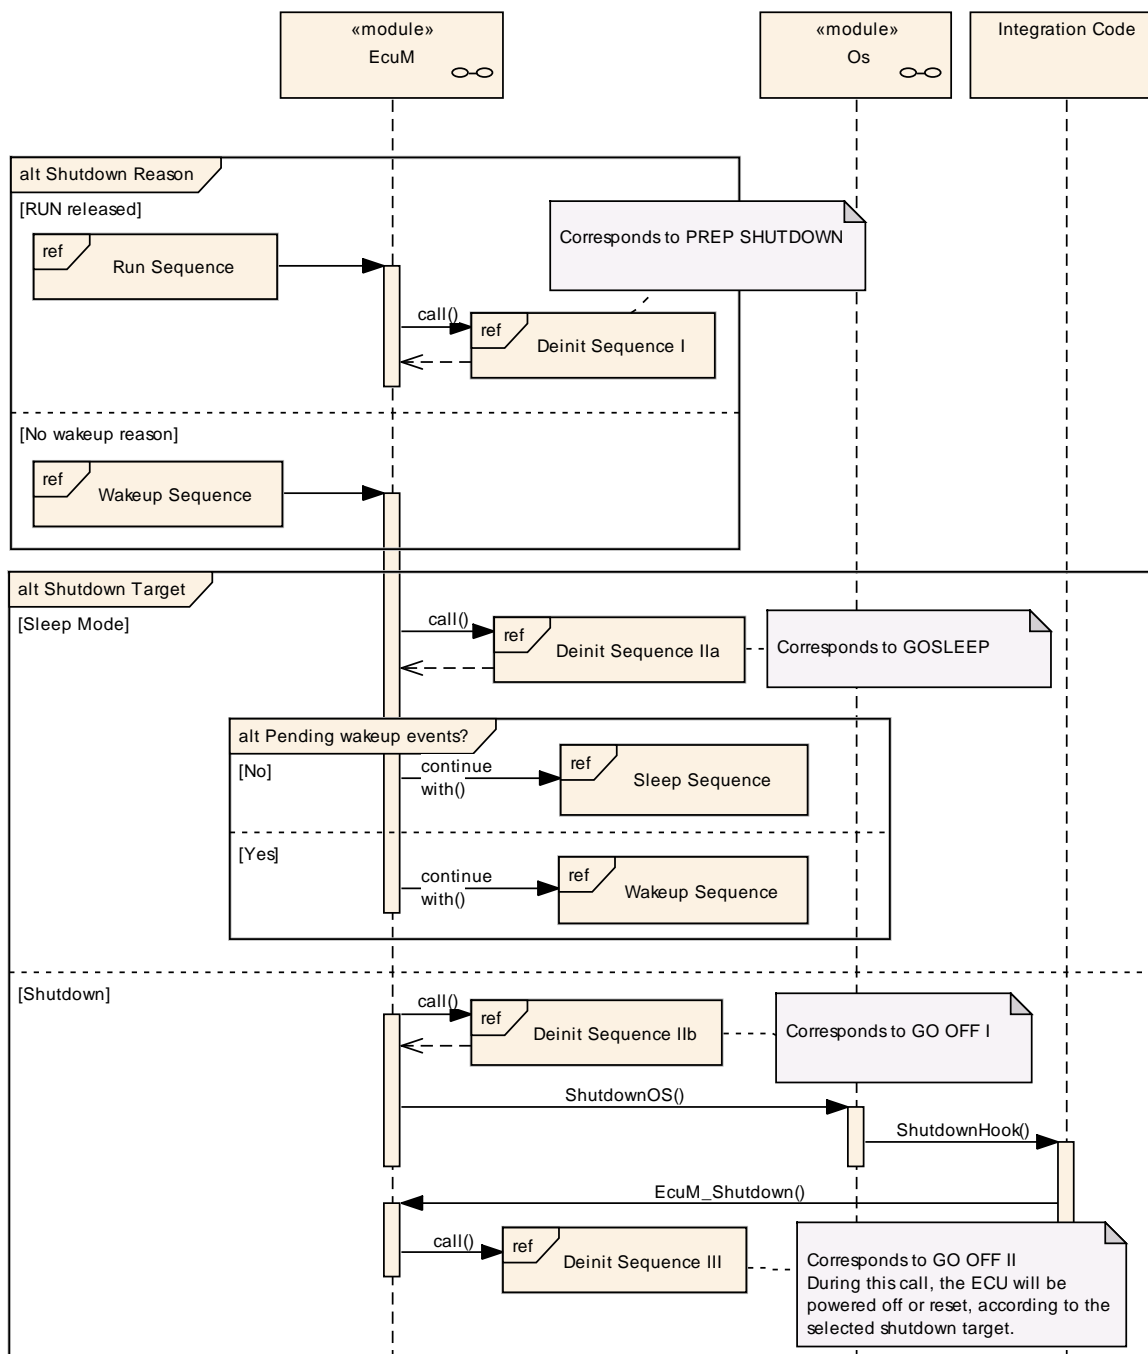 «module»
EcuM
«module»
Os
Integration Code
alt Shutdown Reason
[RUN released]
Corresponds to PREP SHUTDOWN
ref
Run Sequence
call()
ref
Deinit Sequence I
[No wakeup reason]
ref
Wakeup Sequence
alt Shutdown Target
[Sleep Mode]
call()
ref
Deinit Sequence IIa
Corresponds to GOSLEEP
alt Pending wakeup events?
[No]
continue
with()
ref
Sleep Sequence
[Yes]
continue
with()
ref
Wakeup Sequence
[Shutdown]
call()
ref
Deinit Sequence IIb
Corresponds to GO OFF I
ShutdownOS()
ShutdownHook()
EcuM_Shutdown()
call()
ref
Deinit Sequence III
Corresponds to GO OFF II
During this call, the ECU will be
powered off or reset, according to the
selected shutdown target.